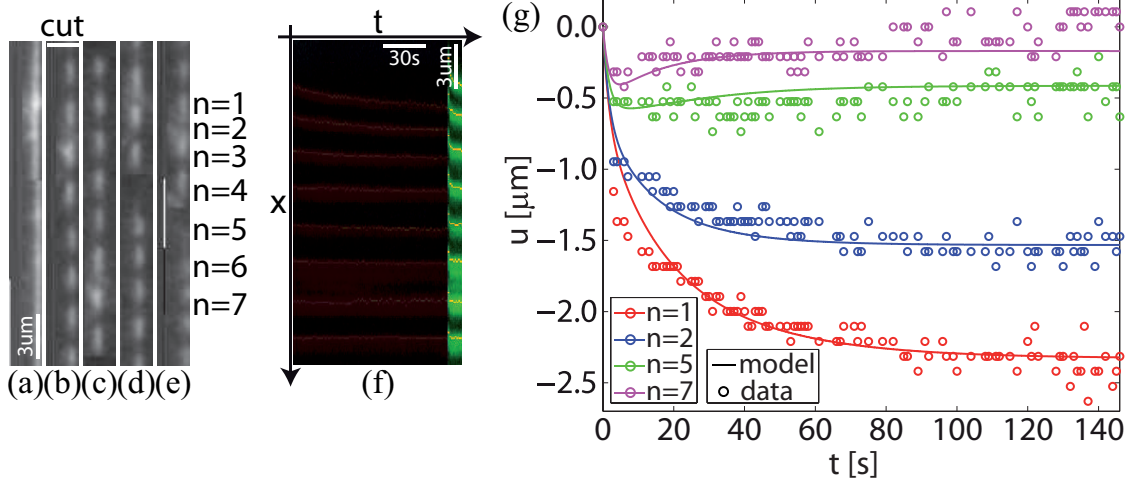 cut
n=1
n=2
n=3
n=4
n=5
n=6
n=7
3um
(a) (b) (c) (d) (e)
t
30s
3um
x
(f)
(g)
0.0
−0.5
−1.0
−1.5
−2.0
−2.5
u [μm]
n=1
n=2
n=5
n=7
model
data
0 20 40 60 80 100 120 140
t [s]